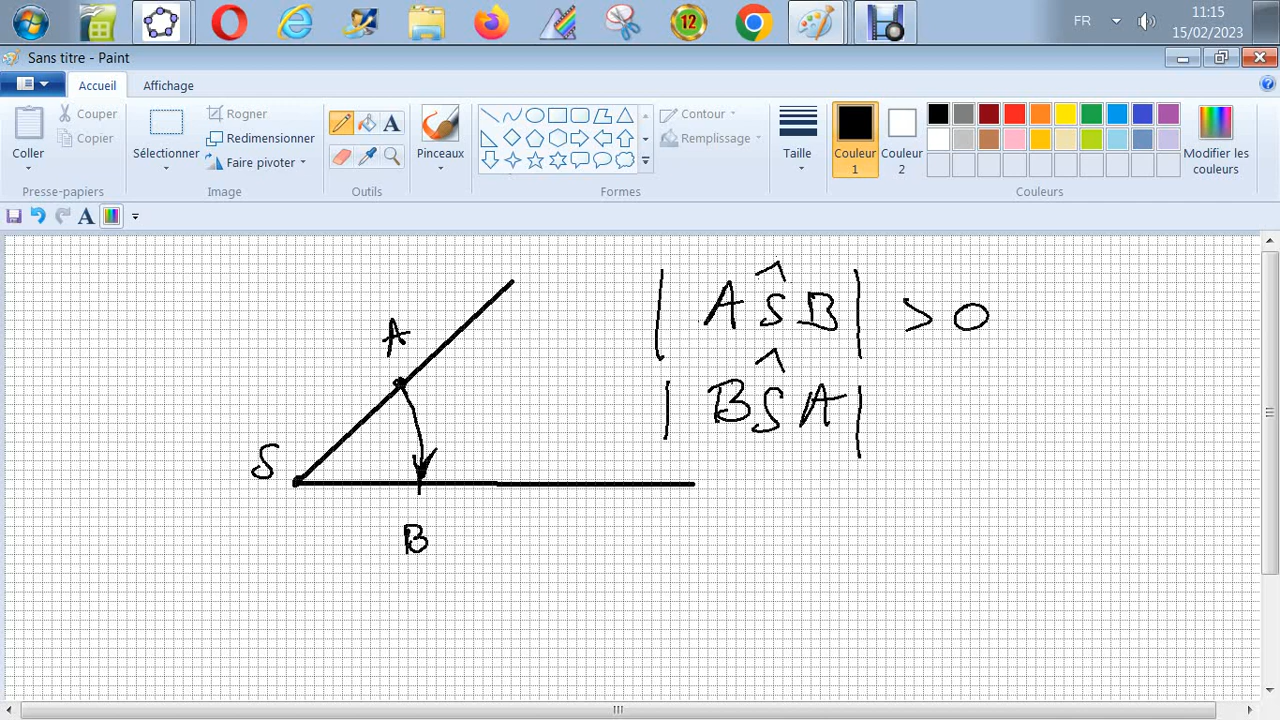 12
FR
11:15
15/02/2023
Sans titre - Paint
Accueil
Affichage
Coller
Couper
Copier
Presse-papiers
Sélectionner
Rogner
Redimensionner
Faire pivoter
Image
A
Outils
Pinceaux
Contour
Remplissage
Formes
Taille
Couleur 1
Couleur 2
Modifier les couleurs
Couleurs
A
A
S
B
| AŜB | > 0
| BŜA |